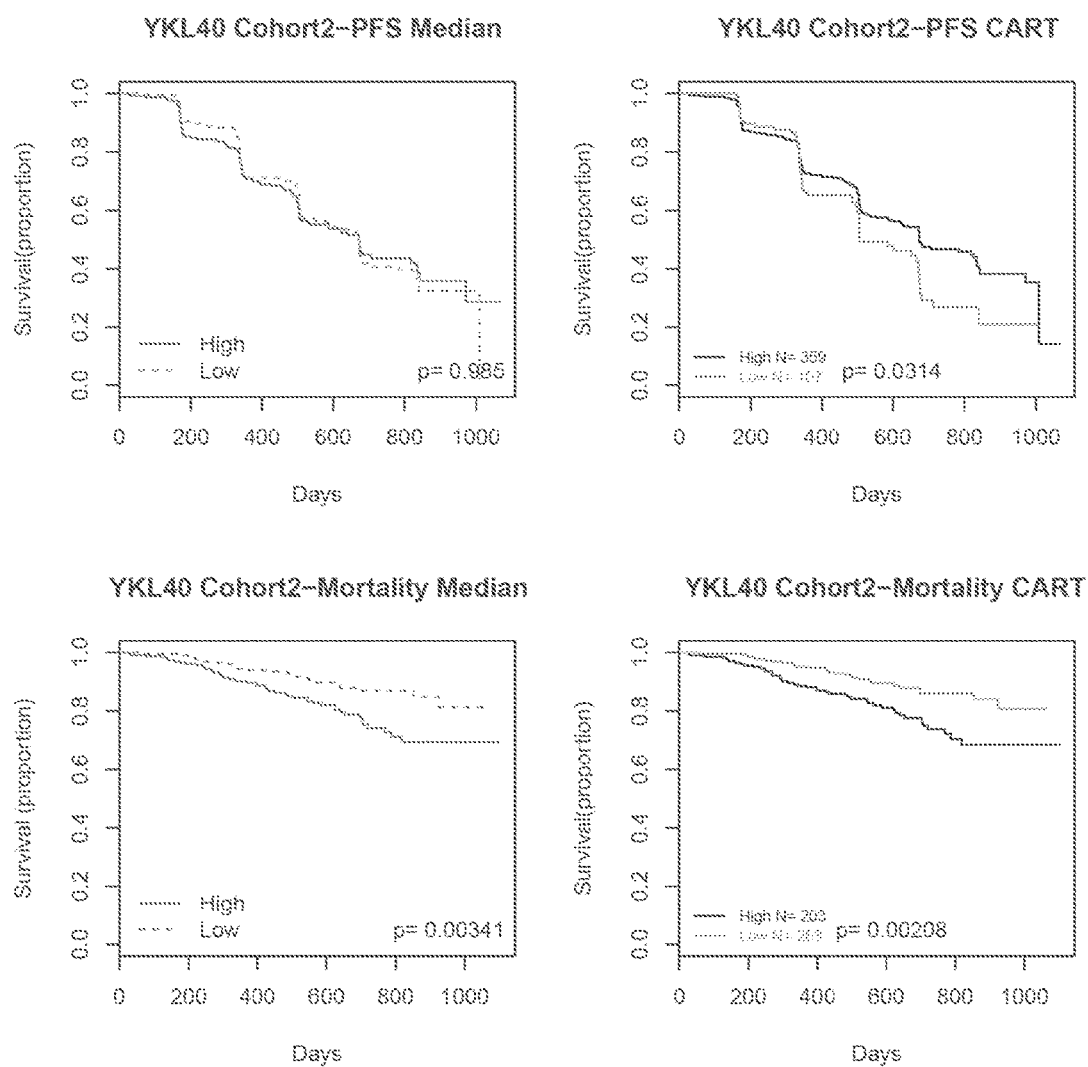 YKL40 Cohort2-PFS Median
Survival(proportion)
1.0
0.8
0.6
0.4
0.2
0.0
High
Low
p= 0.985
0 200 400 600 800 1000
Days
YKL40 Cohort2-PFS CART
Survival(proportion)
1.0
0.8
0.6
0.4
0.2
0.0
High N= 359
Low N= 107
p= 0.0314
0 200 400 600 800 1000
Days
YKL40 Cohort2-Mortality Median
Survival (proportion)
1.0
0.8
0.6
0.4
0.2
0.0
High
Low
p= 0.00341
0 200 400 600 800 1000
Days
YKL40 Cohort2-Mortality CART
Survival(proportion)
1.0
0.8
0.6
0.4
0.2
0.0
High N= 203
Low N=
p= 0.00208
0 200 400 600 800 1000
Days